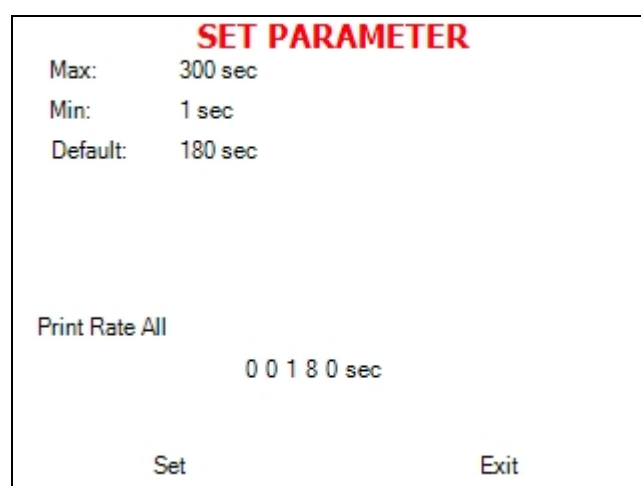 SET PARAMETER
Max: 300 sec
Min: 1 sec
Default: 180 sec
Print Rate All
0 0 1 8 0 sec
Set Exit